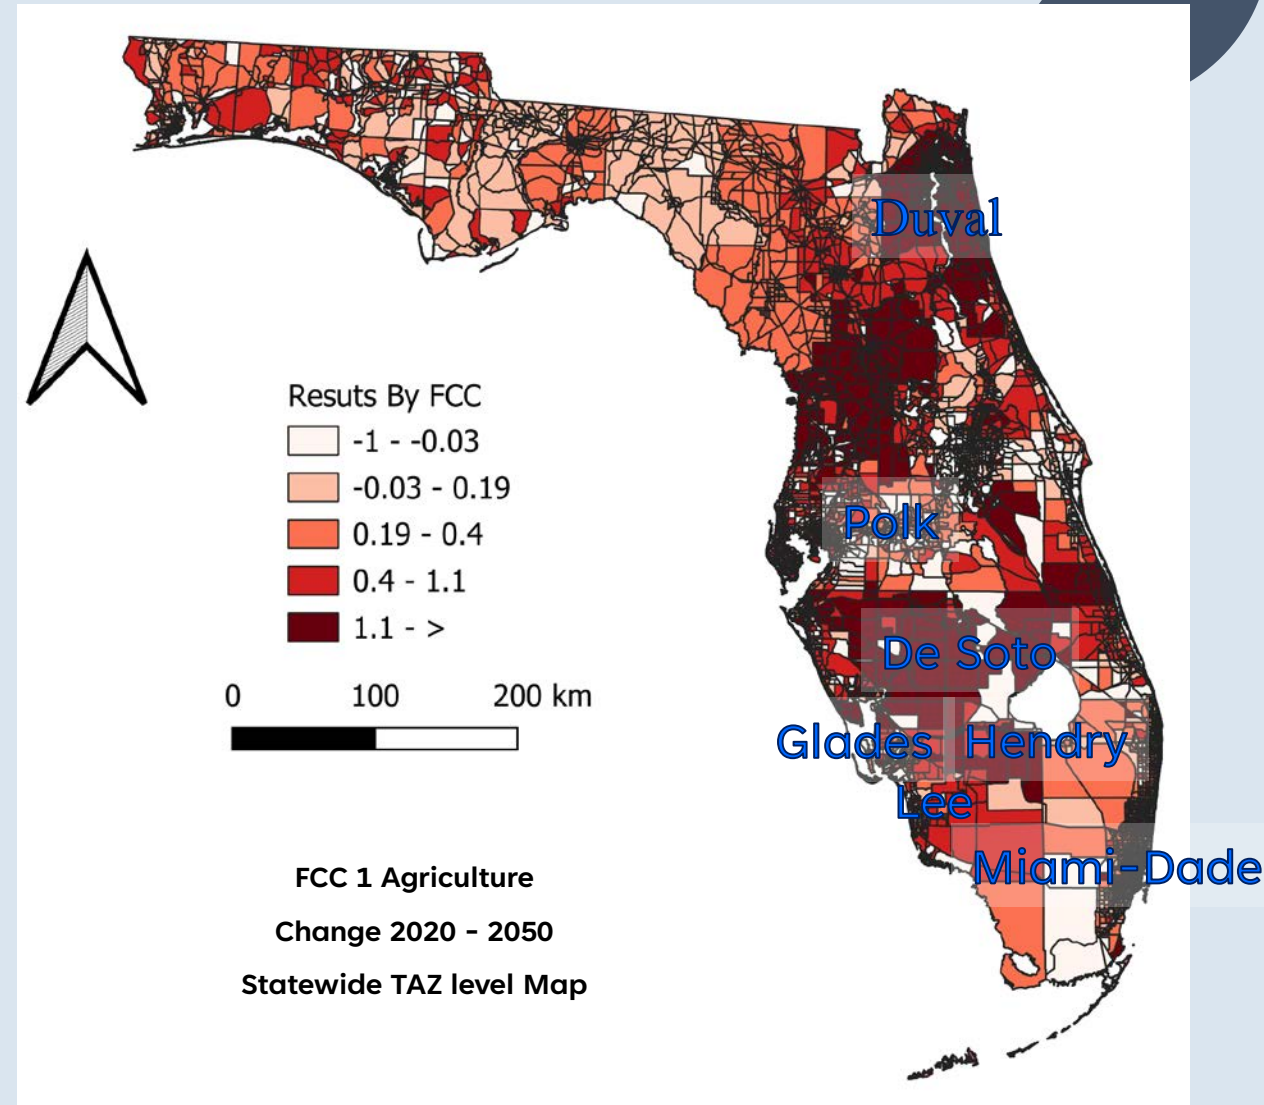 Duval
Resuts By FCC
-1 - -0.03
-0.03 - 0.19
0.19 - 0.4
0.4 - 1.1
1.1 - >
Polk
De Soto
0 100 200 km
Glades Hendry
Lee
Miami-Dade
FCC 1 Agriculture
Change 2020 - 2050
Statewide TAZ level Map